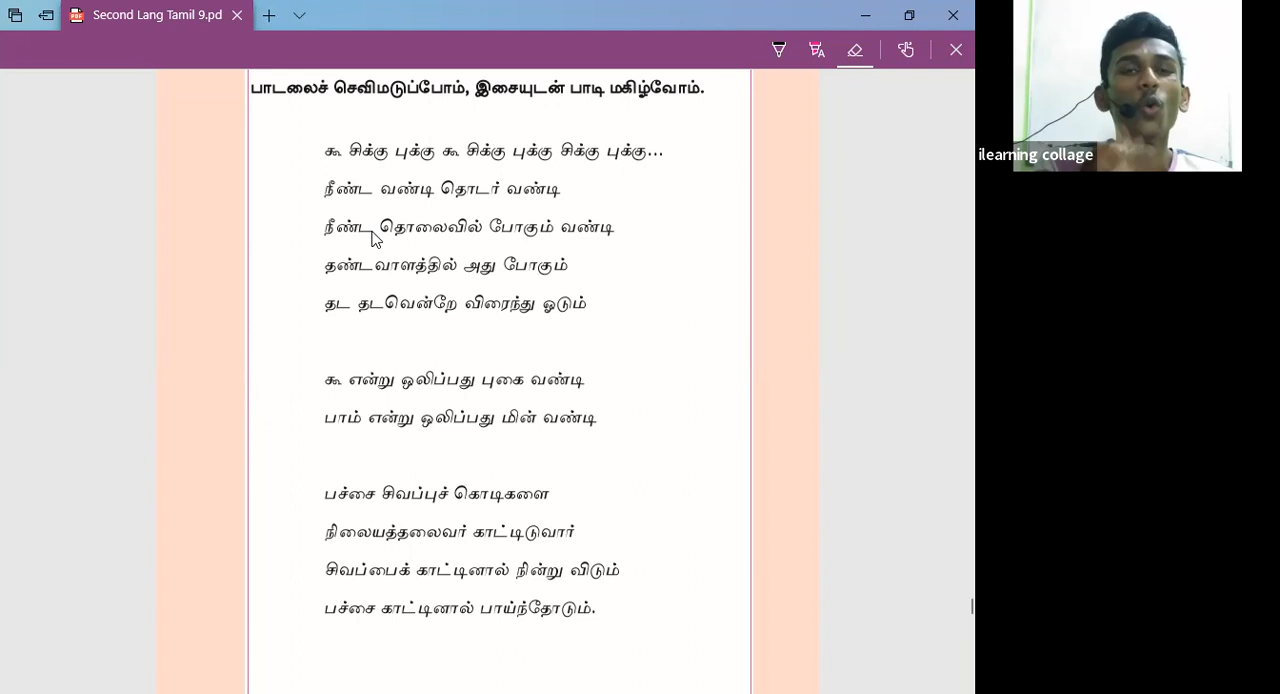 Second Lang Tamil 9.pd
பாடலைச் செவிமடுப்போம், இசையுடன் பாடி மகிழ்வோம்.
கூ சிக்கு புக்கு கூ சிக்கு புக்கு சிக்கு புக்கு...
நீண்ட வண்டி தொடர் வண்டி
நீண்ட தொலைவில் போகும் வண்டி
தண்டவாளத்தில் அது போகும்
தட தடவென்றே விரைந்து ஓடும்
கூ என்று ஒலிப்பது புகை வண்டி
பாம் என்று ஒலிப்பது மின் வண்டி
பச்சை சிவப்புச் கொடிகளை
நிலையத்தலைவர் காட்டிடுவார்
சிவப்பைக் காட்டினால் நின்று விடும்
பச்சை காட்டினால் பாய்ந்தோடும்.
ilearning collage